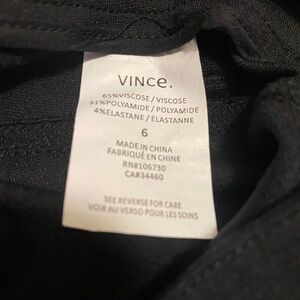 VINCE.
65%VISCOSE/VISCOSE
31%POLYAMIDE/POLYAMIDE
4%ELASTANE/ELASTANNE
6
MADE IN CHINA
FABRIQUÉ EN CHINE
RN#106730
CA#34460
SEE REVERSE FOR CARE
VOIR AU VERSO POUR LES SOINS